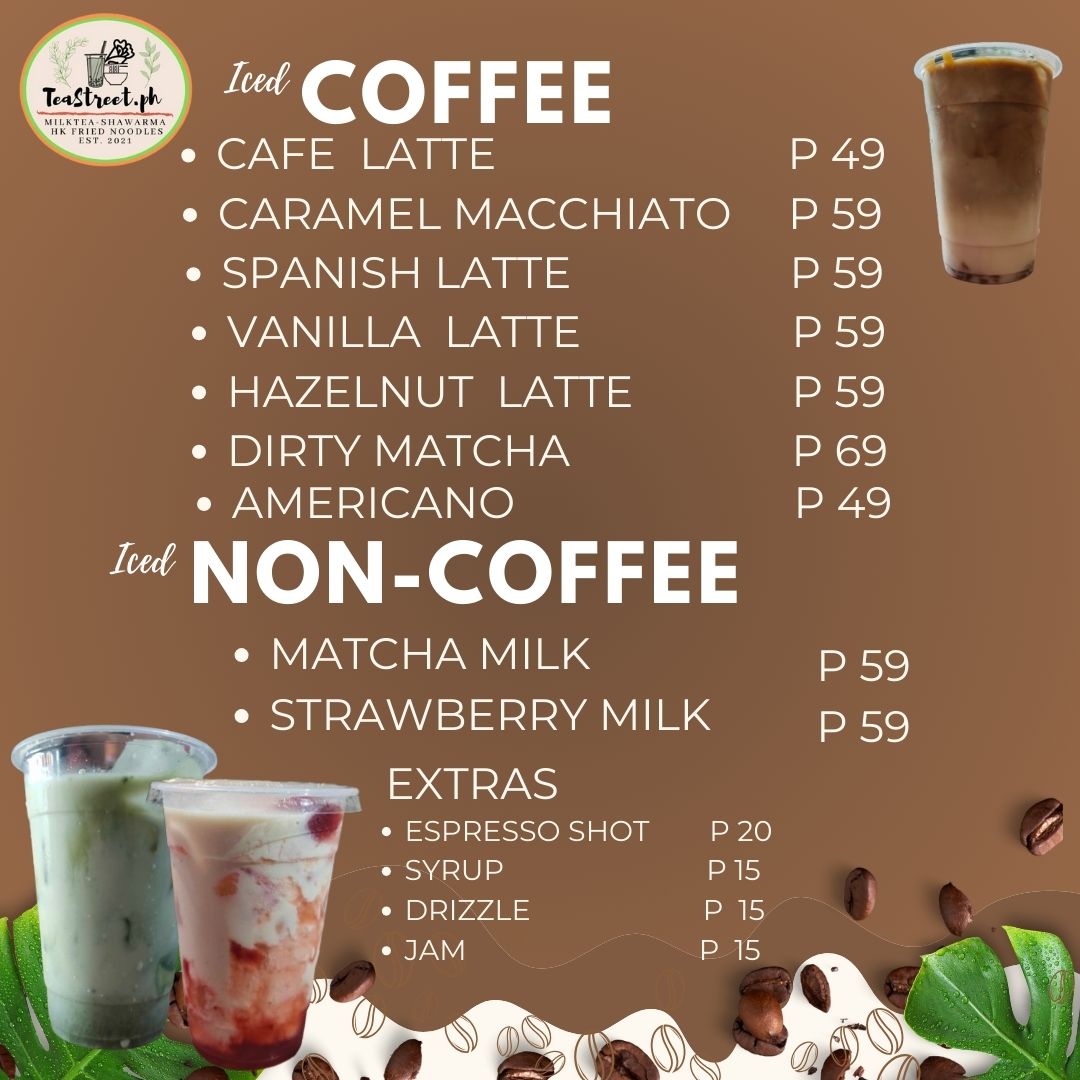 TeaStreet.ph
MILKTEA-SHAWARMA
HK FRIED NOODLES
EST. 2021
Iced COFFEE
• CAFE LATTE P 49
• CARAMEL MACCHIATO P 59
• SPANISH LATTE P 59
• VANILLA LATTE P 59
• HAZELNUT LATTE P 59
• DIRTY MATCHA P 69
• AMERICANO P 49
Iced NON-COFFEE
• MATCHA MILK P 59
• STRAWBERRY MILK P 59
EXTRAS
• ESPRESSO SHOT P 20
• SYRUP P 15
• DRIZZLE P 15
• JAM P 15